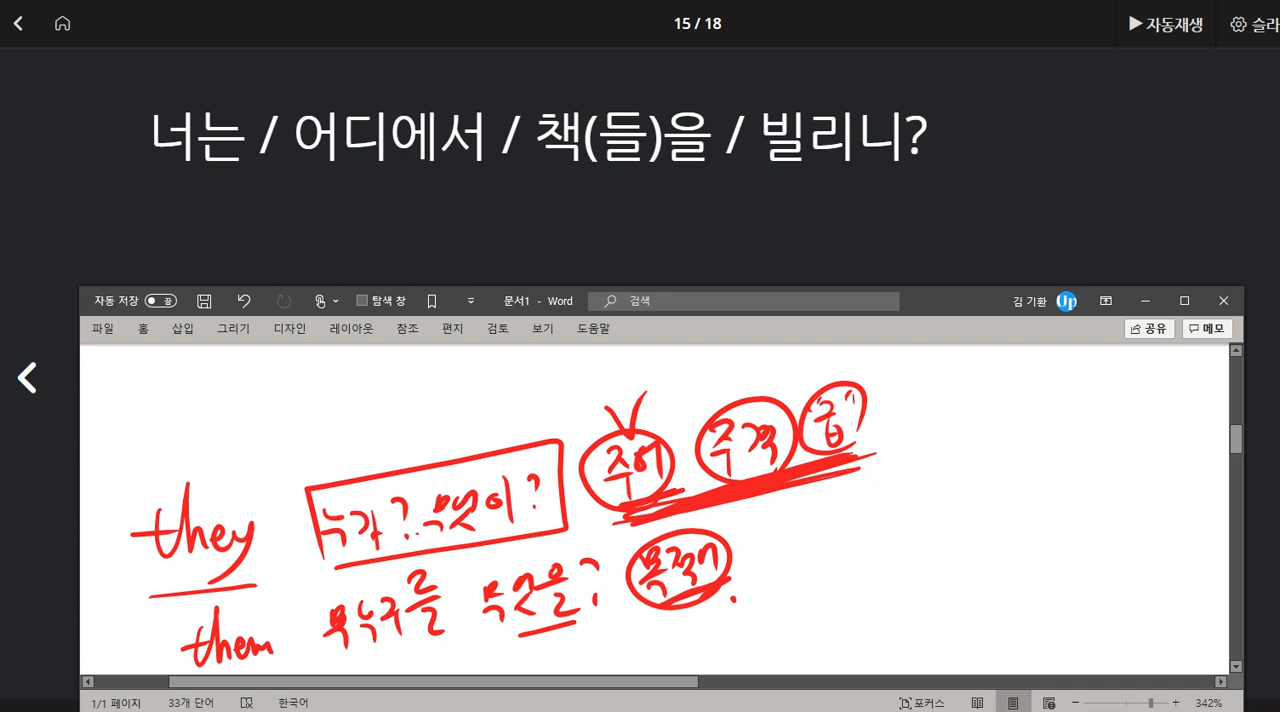 15 / 18
자동재생
슬라
너는 / 어디에서 / 책(들)을 / 빌리니?
자동 저장 끔 탐색 창 문서1 - Word 검색 김 기환 Up
파일 홈 삽입 그리기 디자인 레이아웃 참조 편지 검토 보기 도움말 공유 메모
주어 주격
they 누가? 무엇이?
them 누구를 무엇을? 목적어.
1/1 페이지 33개 단어 한국어 포커스 342%